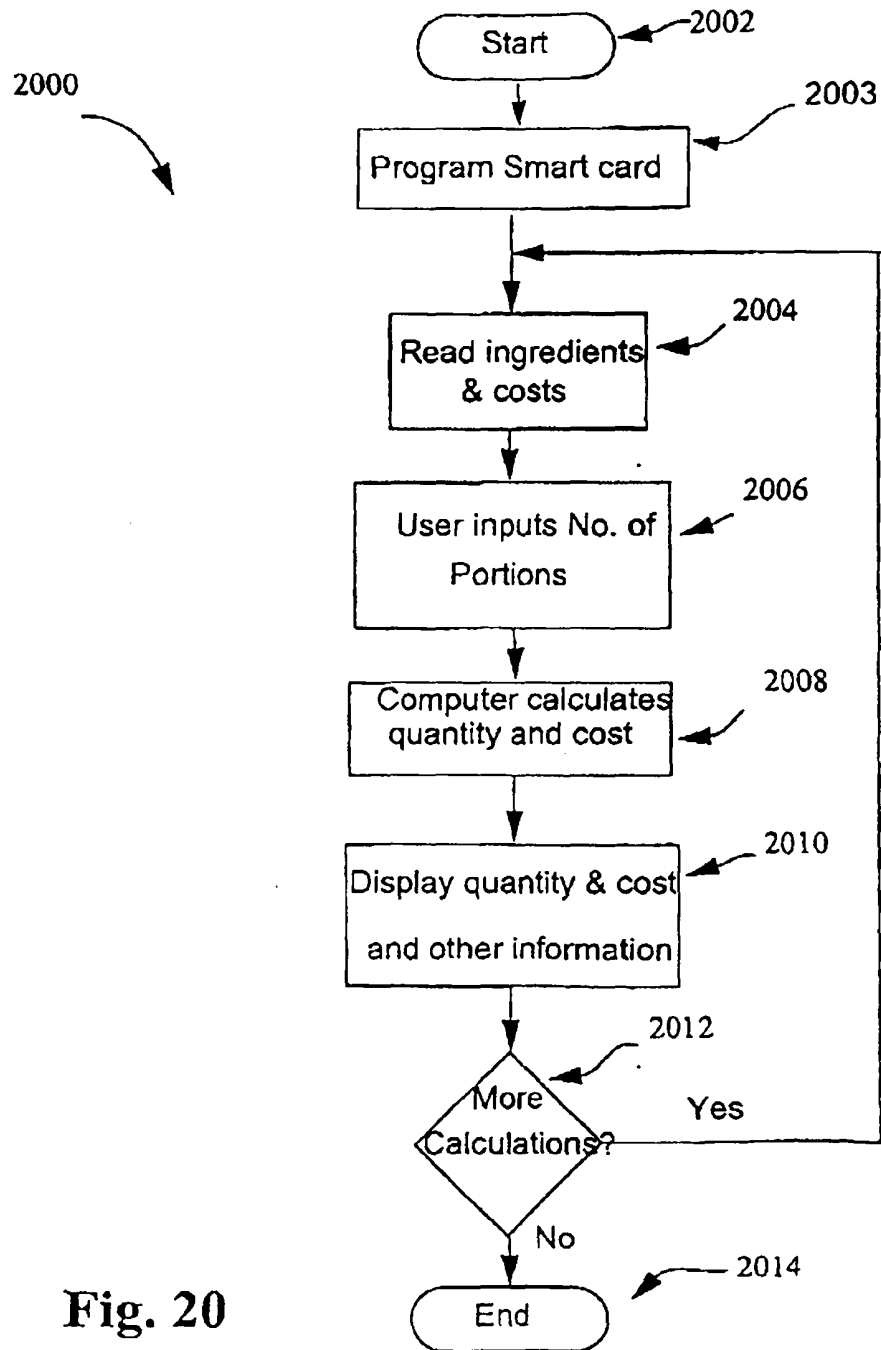 Start
2002
2000
2003
Program Smart card
2004
Read ingredients
& costs
2006
User inputs No. of
Portions
2008
Computer calculates
quantity and cost
2010
Display quantity & cost
and other information
2012
More
Calculations?
Yes
No
2014
End
Fig. 20